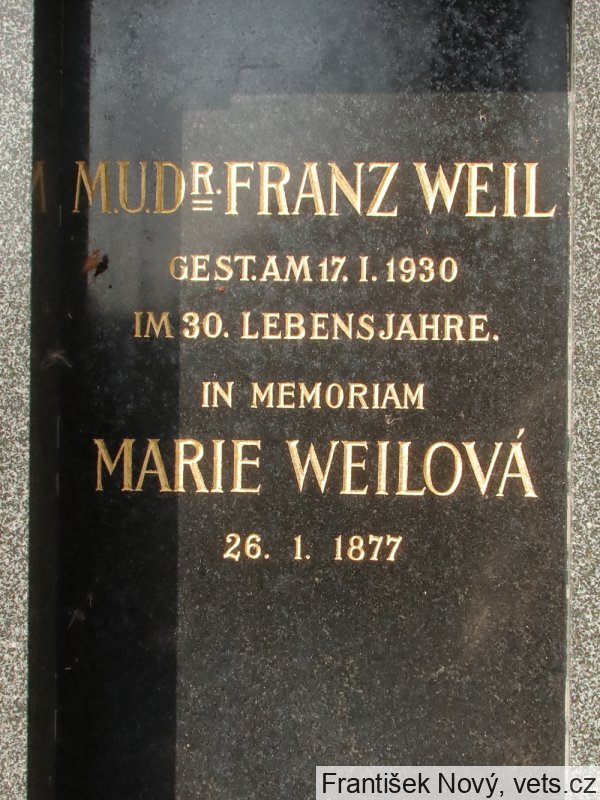 M.U.DR. FRANZ WEIL
GEST. AM 17. I. 1930
IM 30. LEBENSJAHRE.
IN MEMORIAM
MARIE WEILOVÁ
26. 1. 1877
František Nový, vets.cz